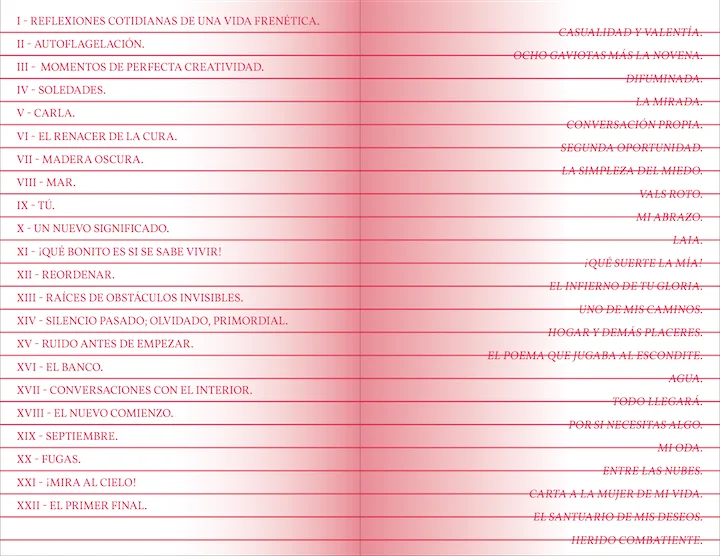 I - REFLEXIONES COTIDIANAS DE UNA VIDA FRENÉTICA.
II - AUTOFLAGELACIÓN.
III - MOMENTOS DE PERFECTA CREATIVIDAD.
IV - SOLEDADES.
V - CARLA.
VI - EL RENACER DE LA CURA.
VII - MADERA OSCURA.
VIII - MAR.
IX - TÚ.
X - UN NUEVO SIGNIFICADO.
XI - ¡QUÉ BONITO ES SI SE SABE VIVIR!
XII - REORDENAR.
XIII - RAÍCES DE OBSTÁCULOS INVISIBLES.
XIV - SILENCIO PASADO; OLVIDADO, PRIMORDIAL.
XV - RUIDO ANTES DE EMPEZAR.
XVI - EL BANCO.
XVII - CONVERSACIONES CON EL INTERIOR.
XVIII - EL NUEVO COMIENZO.
XIX - SEPTIEMBRE.
XX - FUGAS.
XXI - ¡MIRA AL CIELO!
XXII - EL PRIMER FINAL.
CASUALIDAD Y VALENTÍA.
OCHO GAVIOTAS MÁS LA NOVENA.
DIFUMINADA.
LA MIRADA.
CONVERSACIÓN PROPIA.
SEGUNDA OPORTUNIDAD.
LA SIMPLEZA DEL MIEDO.
VALS ROTO.
MI ABRAZO.
LAIA.
¡QUÉ SUERTE LA MÍA!
EL INFIERNO DE TU GLORIA.
UNO DE MIS CAMINOS.
HOGAR Y DEMÁS PLACERES.
EL POEMA QUE JUGABA AL ESCONDITE.
AGUA.
TODO LLEGARÁ.
POR SI NECESITAS ALGO.
MI ODA.
ENTRE LAS NUBES.
CARTA A LA MUJER DE MI VIDA.
EL SANTUARIO DE MIS DESEOS.
HERIDO COMBATIENTE.